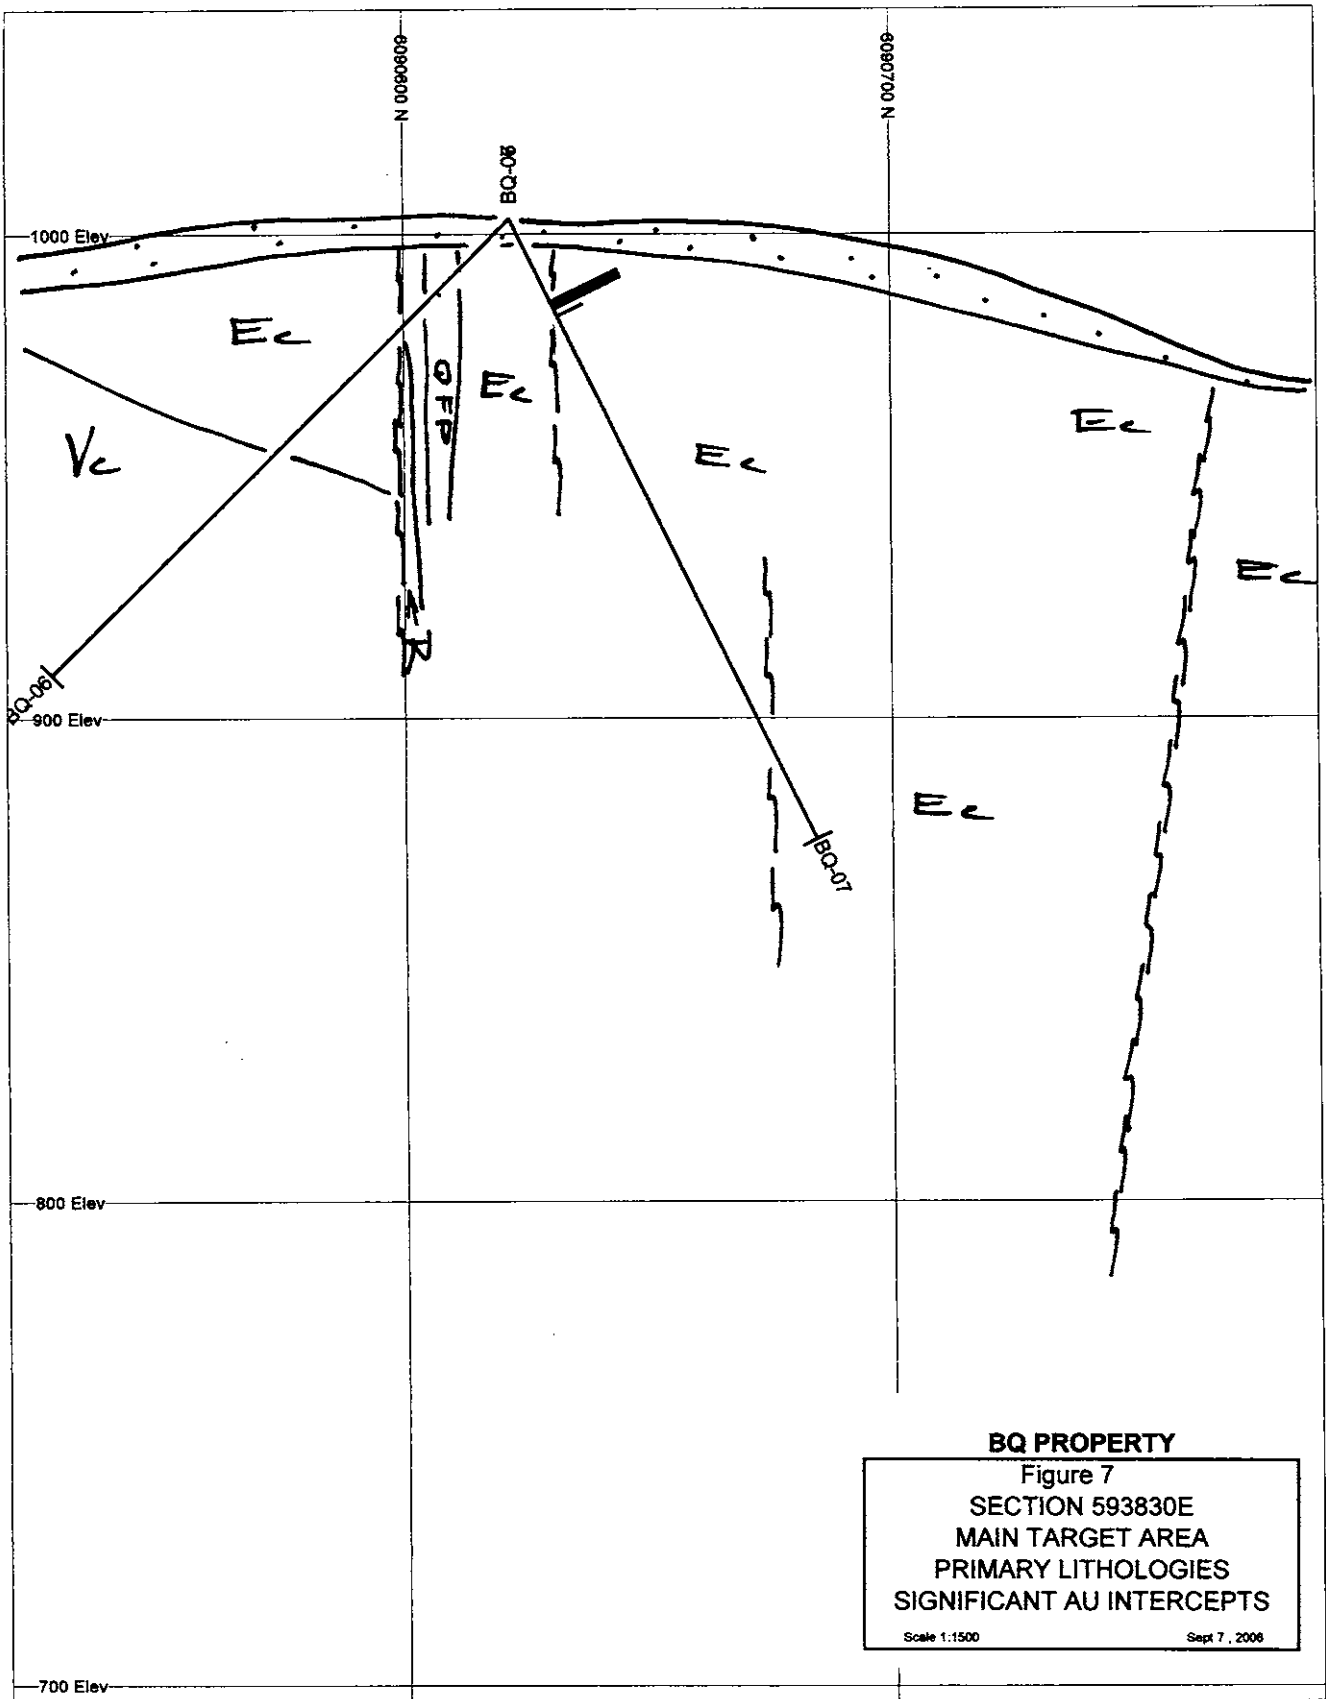 6090600 N
6090700 N
BQ-06
1000 Elev
Ec
QFP
Ec
Ec
Ec
Vc
Ec
BQ-06
900 Elev
Ec
BQ-07
800 Elev
BQ PROPERTY
Figure 7
SECTION 593830E
MAIN TARGET AREA
PRIMARY LITHOLOGIES
SIGNIFICANT AU INTERCEPTS
Scale 1:1500
Sept 7 , 2006
700 Elev